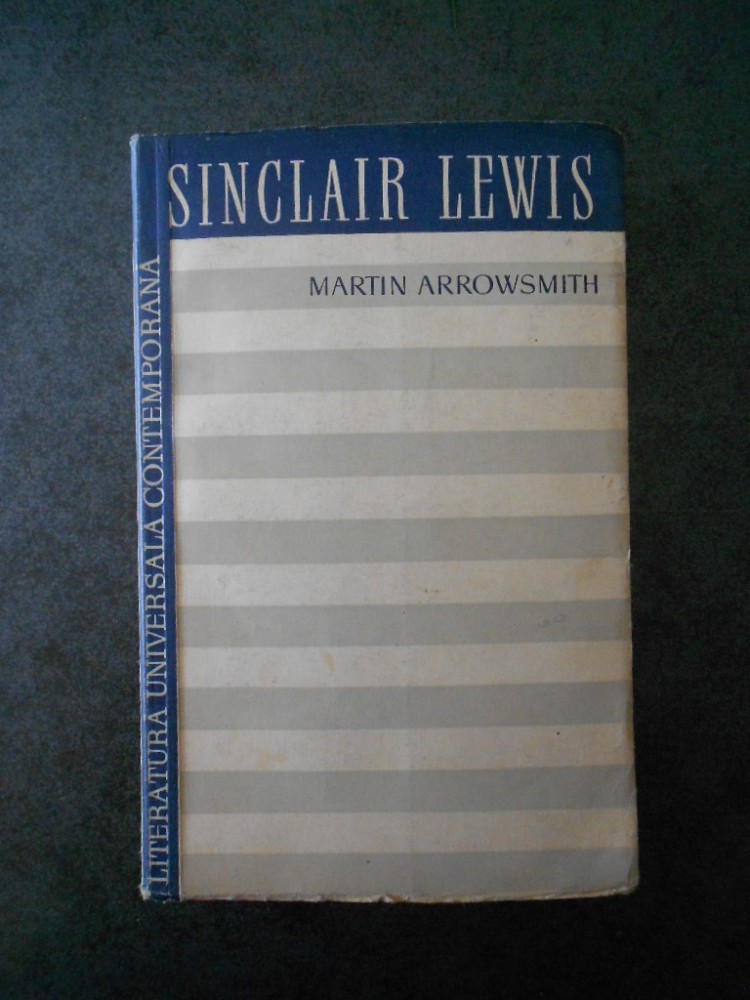 SINCLAIR LEWIS
MARTIN ARROWSMITH
LITERATURA UNIVERSALA CONTEMPORANA